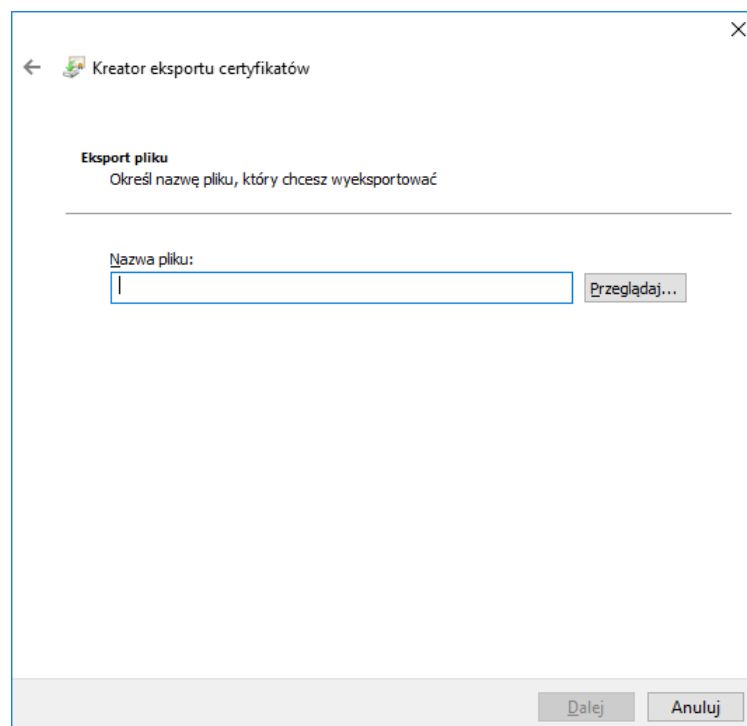 Kreator eksportu certyfikatów
Eksport pliku
Określ nazwę pliku, który chcesz wyeksportować
Nazwa pliku:
Przeglądaj...
Dalej
Anuluj